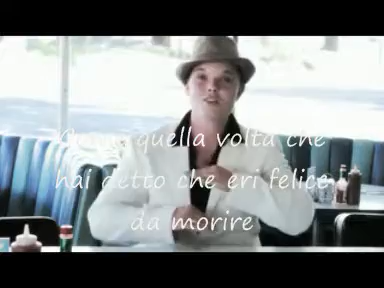 quella volta che
hai detto che eri felice
da morire